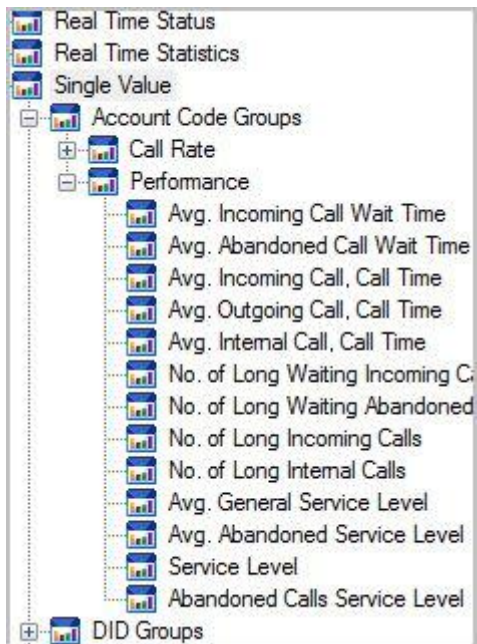 Real Time Status
Real Time Statistics
Single Value
Account Code Groups
Call Rate
Performance
Avg. Incoming Call Wait Time
Avg. Abandoned Call Wait Time
Avg. Incoming Call, Call Time
Avg. Outgoing Call, Call Time
Avg. Internal Call, Call Time
No. of Long Waiting Incoming Ca
No. of Long Waiting Abandoned
No. of Long Incoming Calls
No. of Long Internal Calls
Avg. General Service Level
Avg. Abandoned Service Level
Service Level
Abandoned Calls Service Level
DID Groups